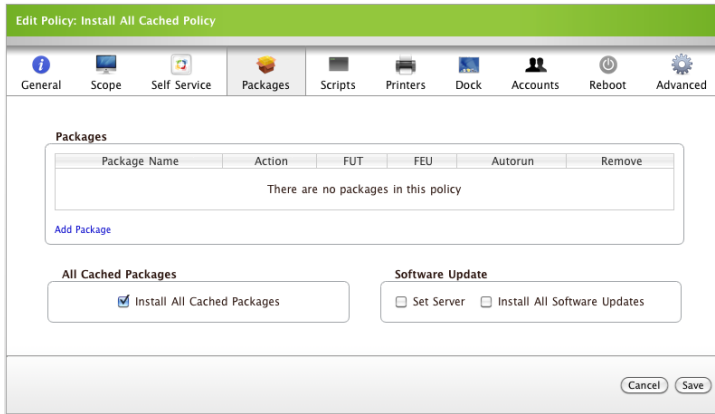 Edit Policy: Install All Cached Policy
General Scope Self Service Packages Scripts Printers Dock Accounts Reboot Advanced
Packages
Package Name Action FUT FEU Autorun Remove
There are no packages in this policy
Add Package
All Cached Packages Software Update
Install All Cached Packages Set Server Install All Software Updates
Cancel Save